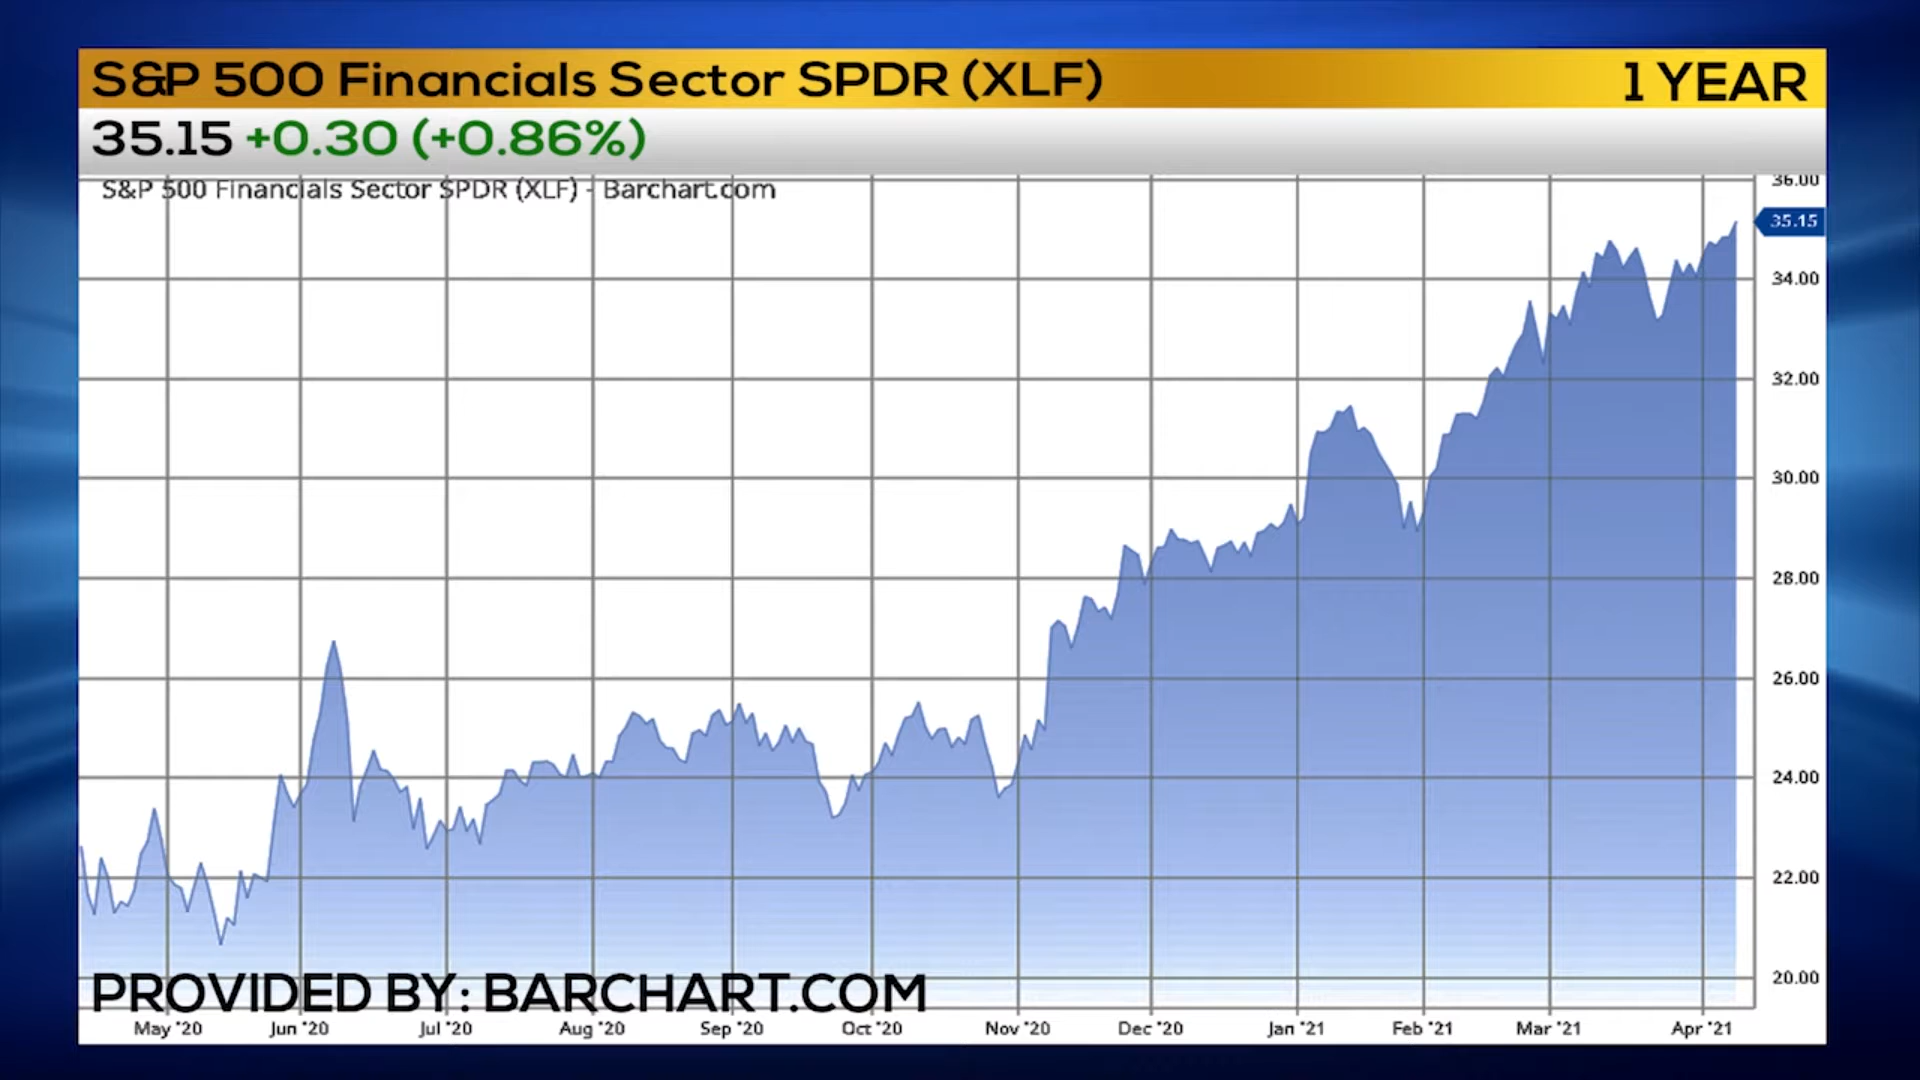 S&P 500 Financials Sector SPDR (XLF) 1 YEAR
35.15 +0.30 (+0.86%)
S&P 500 Financials Sector SPDR (XLF) - Barchart.com
36.00
35.15
34.00
32.00
30.00
28.00
26.00
24.00
22.00
20.00
PROVIDED BY: BARCHART.COM
May '20 Jun '20 Jul '20 Aug '20 Sep '20 Oct '20 Nov '20 Dec '20 Jan '21 Feb '21 Mar '21 Apr '21